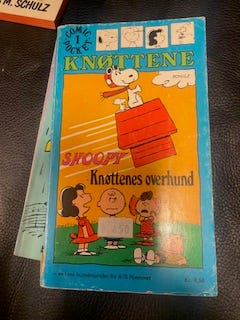 M. SCHULZ
COMIC
1
POCKET
KNØTTENE
SCHULZ
SNOOPY
Knøttenes overhund